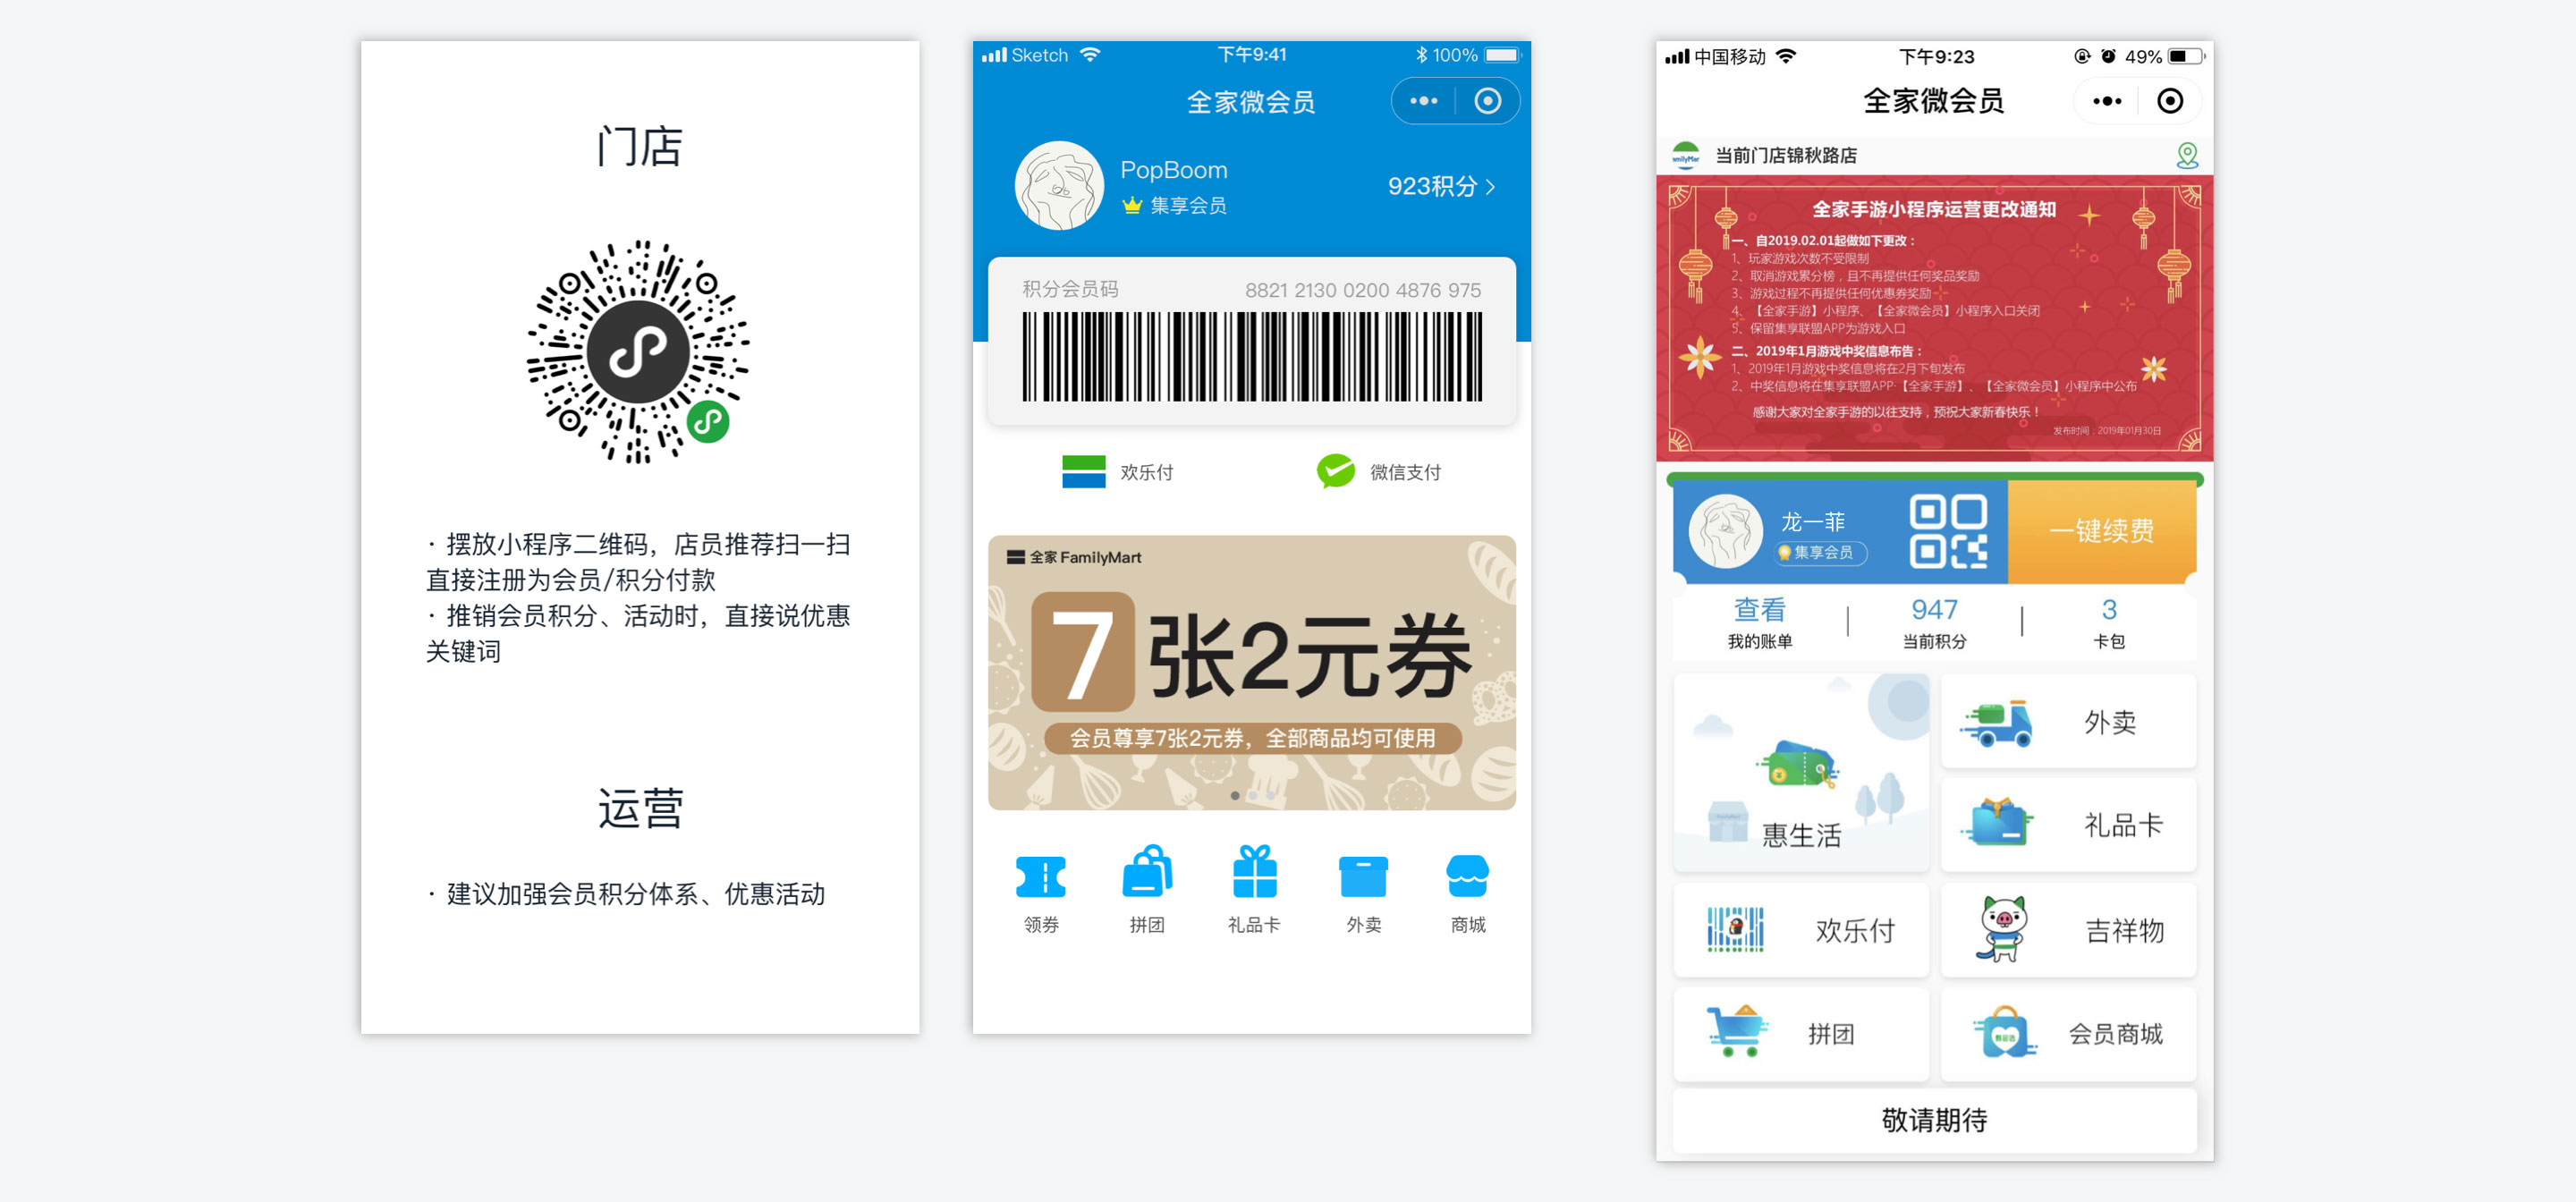 门店
· 摆放小程序二维码，店员推荐扫一扫
直接注册为会员/积分付款
· 推销会员积分、活动时，直接说优惠
关键词
运营
· 建议加强会员积分体系、优惠活动
Sketch 下午9:41 100%
全家微会员
PopBoom
集享会员
923积分
积分会员码 8821 2130 0200 4876 975
欢乐付 微信支付
全家 FamilyMart
7张2元券
会员尊享7张2元券，全部商品均可使用
领券 拼团 礼品卡 外卖 商城
中国移动 下午9:23 49%
全家微会员
当前门店锦秋路店
全家手游小程序运营更改通知
一、自2019.02.01起做如下更改：
1、玩家游戏次数不受限制
2、取消游戏累分榜，且不再提供任何奖品奖励
3、游戏过程不再提供任何优惠券奖励
4、【全家手游】小程序、【全家微会员】小程序入口关闭
5、保留集享联盟APP为游戏入口
二、2019年1月游戏中奖信息布告：
1、2019年1月游戏中奖信息将在2月下旬发布
2、中奖信息将在集享联盟APP·【全家手游】、【全家微会员】小程序中公布
感谢大家对全家手游的以往支持，预祝大家新春快乐！
发布时间：2019年01月30日
龙一菲
集享会员
一键续费
查看 947 3
我的账单 当前积分 卡包
惠生活
外卖
礼品卡
欢乐付
吉祥物
拼团
会员商城
敬请期待